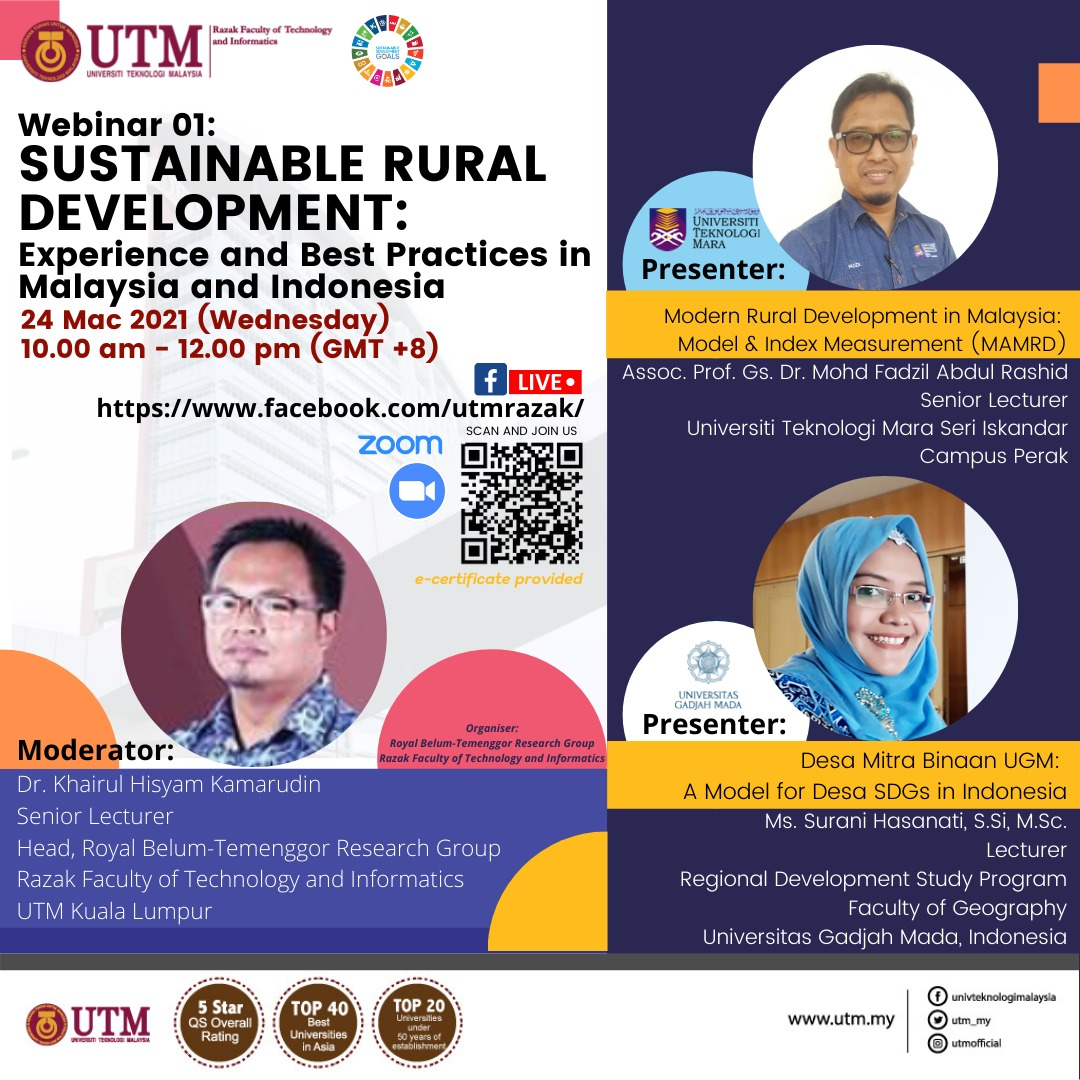 UTM
UNIVERSITI TEKNOLOGI MALAYSIA
Razak Faculty of Technology
and Informatics
SUSTAINABLE
DEVELOPMENT
GOALS
Webinar 01:
SUSTAINABLE RURAL
DEVELOPMENT:
Experience and Best Practices in
Malaysia and Indonesia
24 Mac 2021 (Wednesday)
10.00 am - 12.00 pm (GMT +8)
LIVE
https://www.facebook.com/utmrazak/
SCAN AND JOIN US
zoom
e-certificate provided
Organiser:
Royal Belum-Temenggor Research Group
Razak Faculty of Technology and Informatics
Moderator:
Dr. Khairul Hisyam Kamarudin
Senior Lecturer
Head, Royal Belum-Temenggor Research Group
Razak Faculty of Technology and Informatics
UTM Kuala Lumpur
UNIVERSITI
TEKNOLOGI
MARA
Presenter:
Modern Rural Development in Malaysia:
Model & Index Measurement (MAMRD)
Assoc. Prof. Gs. Dr. Mohd Fadzil Abdul Rashid
Senior Lecturer
Universiti Teknologi Mara Seri Iskandar
Campus Perak
UNIVERSITAS
GADJAH MADA
Presenter:
Desa Mitra Binaan UGM:
A Model for Desa SDGs in Indonesia
Ms. Surani Hasanati, S.Si, M.Sc.
Lecturer
Regional Development Study Program
Faculty of Geography
Universitas Gadjah Mada, Indonesia
UTM
UNIVERSITI TEKNOLOGI MALAYSIA
5 Star
QS Overall
Rating
TOP 40
Best
Universities
in Asia
TOP 20
Universities
under
50 years of
establishment
www.utm.my
univteknologimalaysia
utm_my
utmofficial